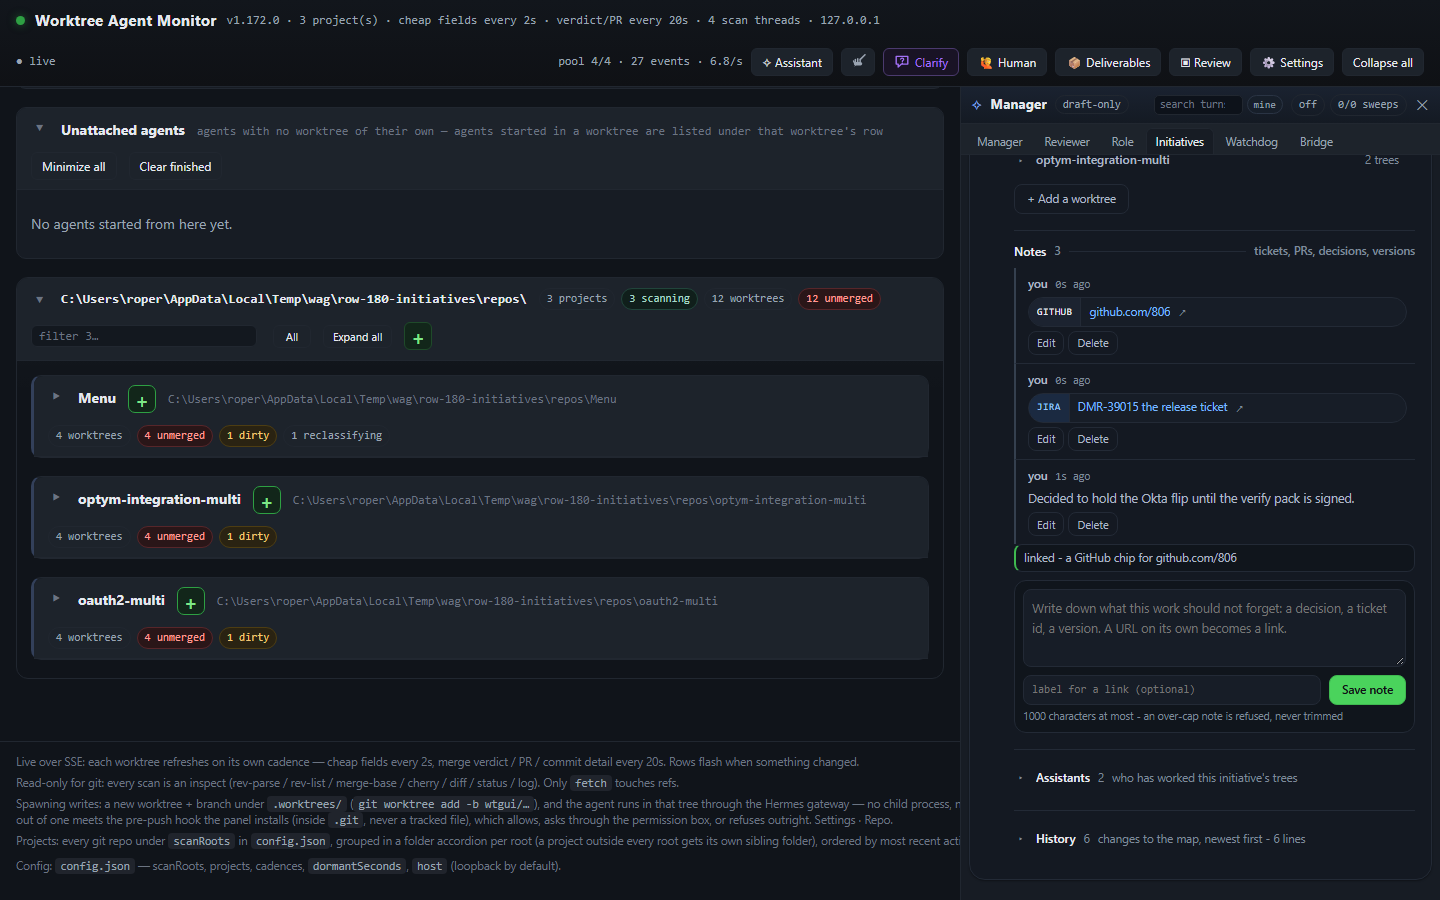 Worktree Agent Monitor v1.172.0 · 3 project(s) · cheap fields every 2s · verdict/PR every 20s · 4 scan threads · 127.0.0.1
live
pool 4/4 · 27 events · 6.8/s
Assistant
Clarify
Human
Deliverables
Review
Settings
Collapse all
Unattached agents agents with no worktree of their own — agents started in a worktree are listed under that worktree's row
Minimize all Clear finished
No agents started from here yet.
C:\Users\roper\AppData\Local\Temp\wag\row-180-initiatives\repos\ 3 projects 3 scanning 12 worktrees 12 unmerged
filter 3… All Expand all +
Menu + C:\Users\roper\AppData\Local\Temp\wag\row-180-initiatives\repos\Menu
4 worktrees 4 unmerged 1 dirty 1 reclassifying
optym-integration-multi + C:\Users\roper\AppData\Local\Temp\wag\row-180-initiatives\repos\optym-integration-multi
4 worktrees 4 unmerged 1 dirty
oauth2-multi + C:\Users\roper\AppData\Local\Temp\wag\row-180-initiatives\repos\oauth2-multi
4 worktrees 4 unmerged 1 dirty
Live over SSE: each worktree refreshes on its own cadence — cheap fields every 2s, merge verdict / PR / commit detail every 20s. Rows flash when something changed.
Read-only for git: every scan is an inspect (rev-parse / rev-list / merge-base / cherry / diff / status / log). Only fetch touches refs.
Spawning writes: a new worktree + branch under .worktrees/ ( git worktree add -b wtgui/… ), and the agent runs in that tree through the Hermes gateway — no child process,
out of one meets the pre-push hook the panel installs (inside .git, never a tracked file), which allows, asks through the permission box, or refuses outright. Settings · Repo.
Projects: every git repo under scanRoots in config.json, grouped in a folder accordion per root (a project outside every root gets its own sibling folder), ordered by most recent acti
Config: config.json — scanRoots, projects, cadences, dormantSeconds, host (loopback by default).
Manager draft-only search turn: mine off 0/0 sweeps
Manager Reviewer Role Initiatives Watchdog Bridge
optym-integration-multi 2 trees
+ Add a worktree
Notes 3 tickets, PRs, decisions, versions
you 0s ago
GITHUB github.com/806 ↗
Edit Delete
you 0s ago
JIRA DMR-39015 the release ticket ↗
Edit Delete
you 1s ago
Decided to hold the Okta flip until the verify pack is signed.
Edit Delete
linked - a GitHub chip for github.com/806
Write down what this work should not forget: a decision, a ticket
id, a version. A URL on its own becomes a link.
label for a link (optional) Save note
1000 characters at most - an over-cap note is refused, never trimmed
Assistants 2 who has worked this initiative's trees
History 6 changes to the map, newest first - 6 lines